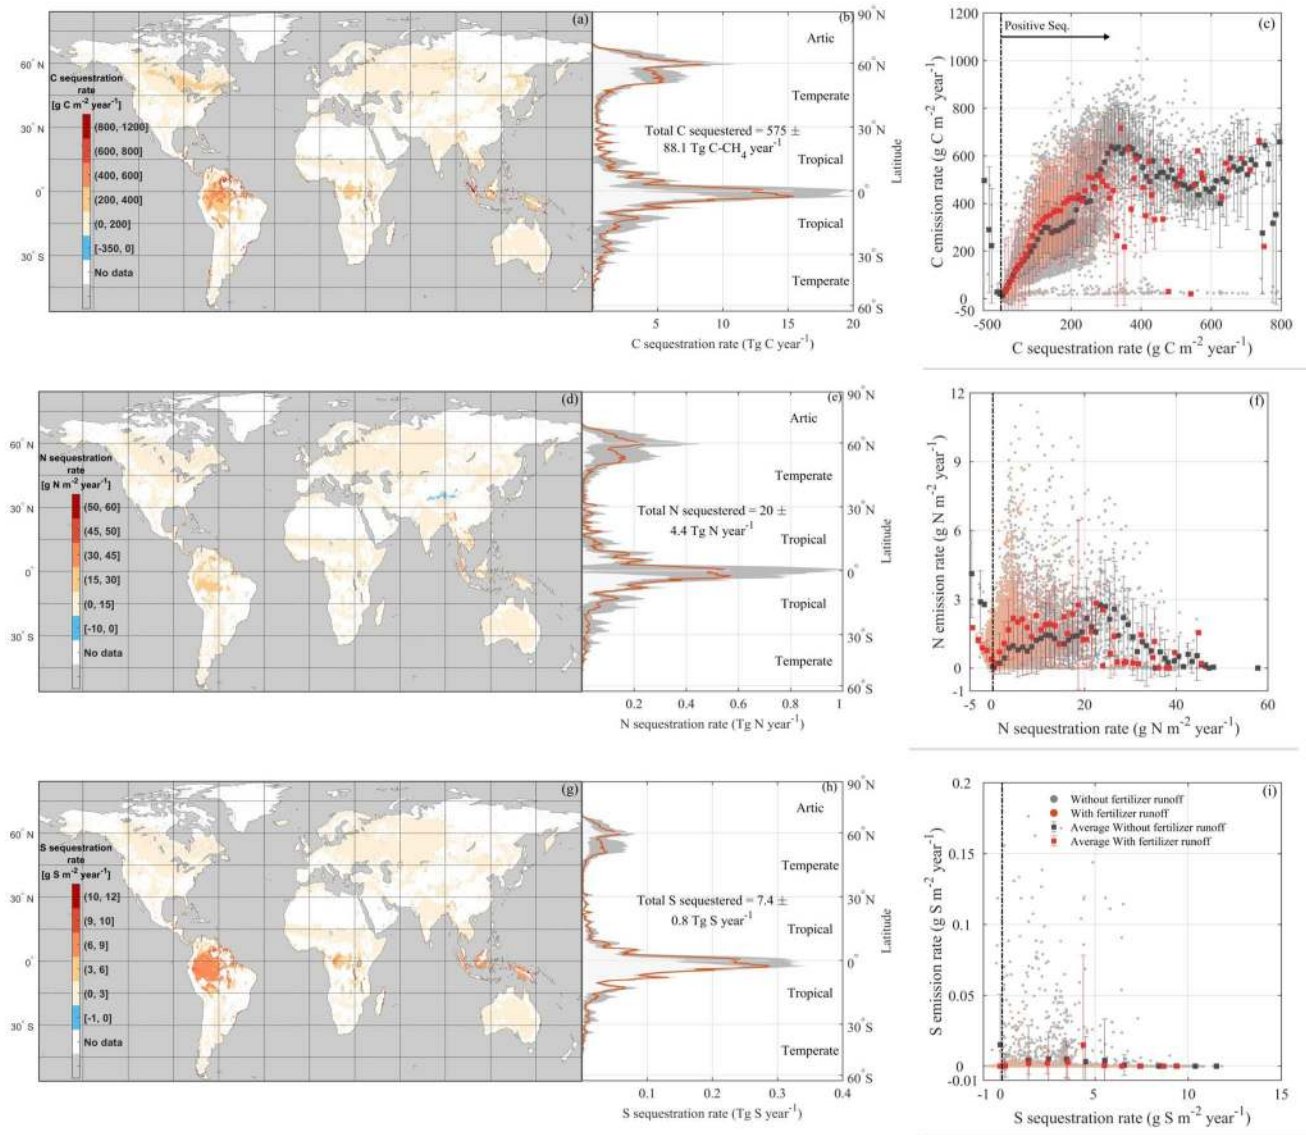 (a)
C sequestration
rate
[g C m⁻² year⁻¹]
(800, 1200]
(600, 800]
(400, 600]
(200, 400]
(0, 200]
[-350, 0]
No data
60° N
30° N
0°
30° S
(b)
Artic
Temperate
Total C sequestered = 575 ±
88.1 Tg C-CH₄ year⁻¹
Tropical
Tropical
Temperate
90°N
60°N
30°N
0°
30°S
60°S
Latitude
5 10 15 20
C sequestration rate (Tg C year⁻¹)
(c)
Positive Seq.
C emission rate (g C m⁻² year⁻¹)
1200
1000
800
600
400
200
0
-50
-500 200 400 600 800
C sequestration rate (g C m⁻² year⁻¹)
(d)
N sequestration
rate
[g N m⁻² year⁻¹]
(50, 60]
(45, 50]
(30, 45]
(15, 30]
(0, 15]
[-10, 0]
No data
60° N
30° N
0°
30° S
(e)
Artic
Temperate
Total N sequestered = 20 ±
4.4 Tg N year⁻¹
Tropical
Tropical
Temperate
90°N
60°N
30°N
0°
30°S
60°S
Latitude
0.2 0.4 0.6 0.8 1
N sequestration rate (Tg N year⁻¹)
(f)
N emission rate (g N m⁻² year⁻¹)
12
9
6
3
0
-1
-5 0 20 40 60
N sequestration rate (g N m⁻² year⁻¹)
(g)
S sequestration
rate
[g S m⁻² year⁻¹]
(10, 12]
(9, 10]
(6, 9]
(3, 6]
(0, 3]
[-1, 0]
No data
60° N
30° N
0°
30° S
(h)
Artic
Temperate
Total S sequestered = 7.4 ±
0.8 Tg S year⁻¹
Tropical
Tropical
Temperate
90°N
60°N
30°N
0°
30°S
60°S
Latitude
0.1 0.2 0.3 0.4
S sequestration rate (Tg S year⁻¹)
(i)
Without fertilizer runoff
With fertilizer runoff
Average Without fertilizer runoff
Average With fertilizer runoff
S emission rate (g S m⁻² year⁻¹)
0.2
0.15
0.1
0.05
0
-0.01
-1 0 5 10 15
S sequestration rate (g S m⁻² year⁻¹)